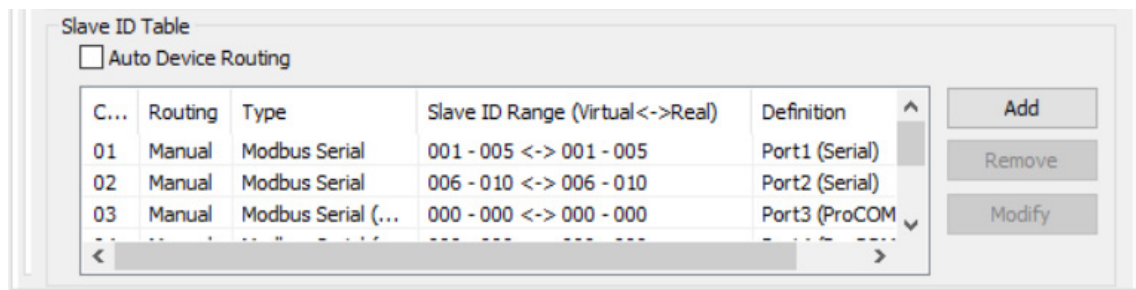 Slave ID Table
Auto Device Routing
C... Routing Type Slave ID Range (Virtual<->Real) Definition
Add
01 Manual Modbus Serial 001 - 005 <-> 001 - 005 Port1 (Serial)
Remove
02 Manual Modbus Serial 006 - 010 <-> 006 - 010 Port2 (Serial)
03 Manual Modbus Serial (... 000 - 000 <-> 000 - 000 Port3 (ProCOM
Modify